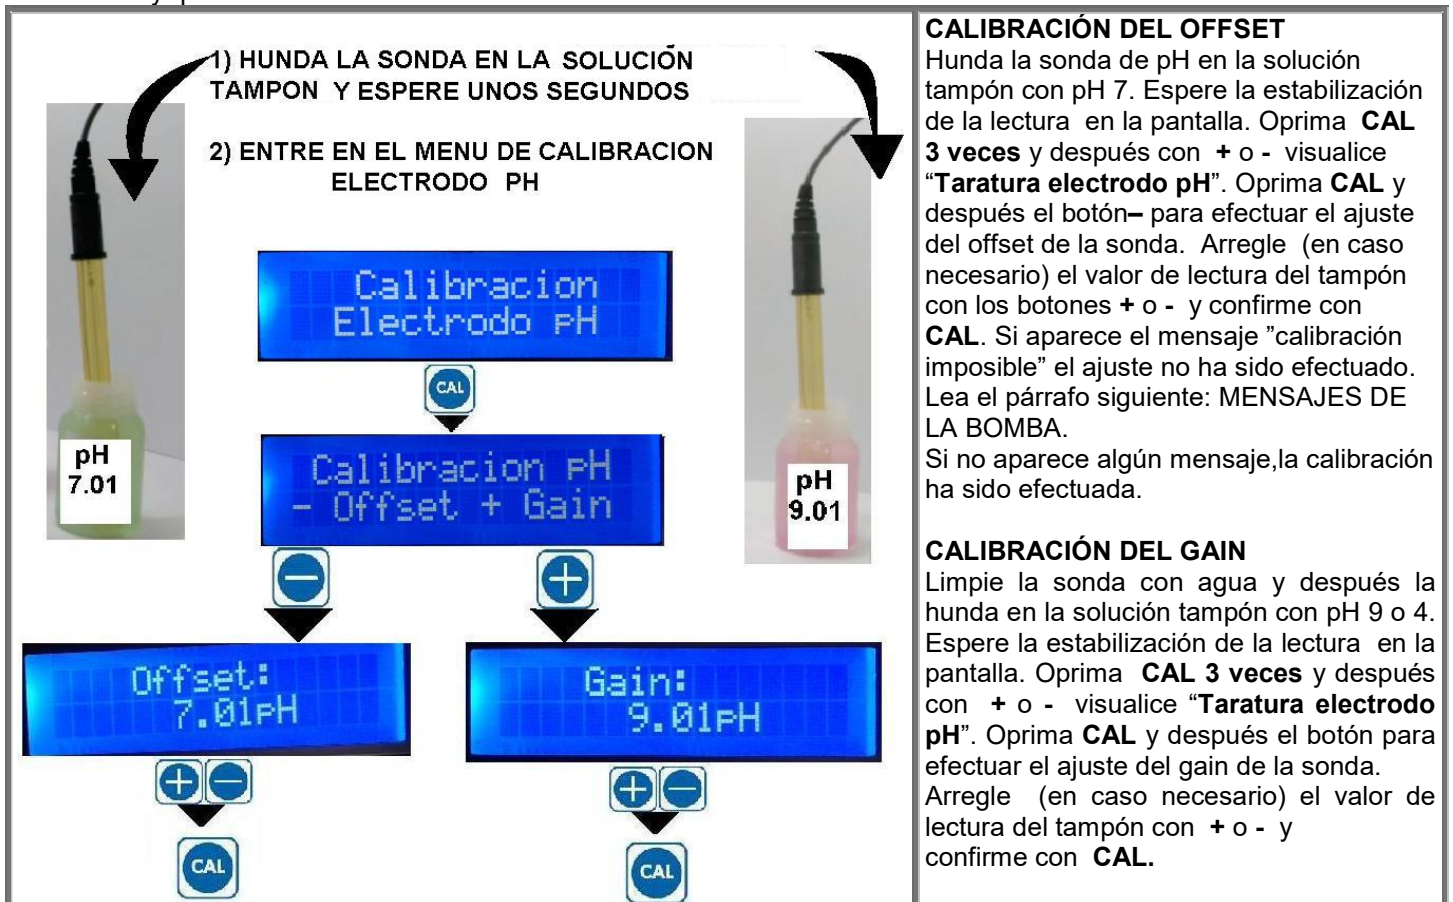 1) HUNDA LA SONDA EN LA SOLUCIÓN
TAMPON Y ESPERE UNOS SEGUNDOS
2) ENTRE EN EL MENU DE CALIBRACION
ELECTRODO PH
Calibracion
Electrodo pH
CAL
Calibracion pH
- Offset + Gain
pH
7.01
pH
9.01
Offset:
7.01pH
Gain:
9.01pH
CAL
CAL
CALIBRACIÓN DEL OFFSET
Hunda la sonda de pH en la solución
tampón con pH 7. Espere la estabilización
de la lectura en la pantalla. Oprima CAL
3 veces y después con + o - visualice
“Taratura electrodo pH”. Oprima CAL y
después el botón– para efectuar el ajuste
del offset de la sonda. Arregle (en caso
necesario) el valor de lectura del tampón
con los botones + o - y confirme con
CAL. Si aparece el mensaje ”calibración
imposible” el ajuste no ha sido efectuado.
Lea el párrafo siguiente: MENSAJES DE
LA BOMBA.
Si no aparece algún mensaje,la calibración
ha sido efectuada.
CALIBRACIÓN DEL GAIN
Limpie la sonda con agua y después la
hunda en la solución tampón con pH 9 o 4.
Espere la estabilización de la lectura en la
pantalla. Oprima CAL 3 veces y después
con + o - visualice “Taratura electrodo
pH”. Oprima CAL y después el botón para
efectuar el ajuste del gain de la sonda.
Arregle (en caso necesario) el valor de
lectura del tampón con + o - y
confirme con CAL.